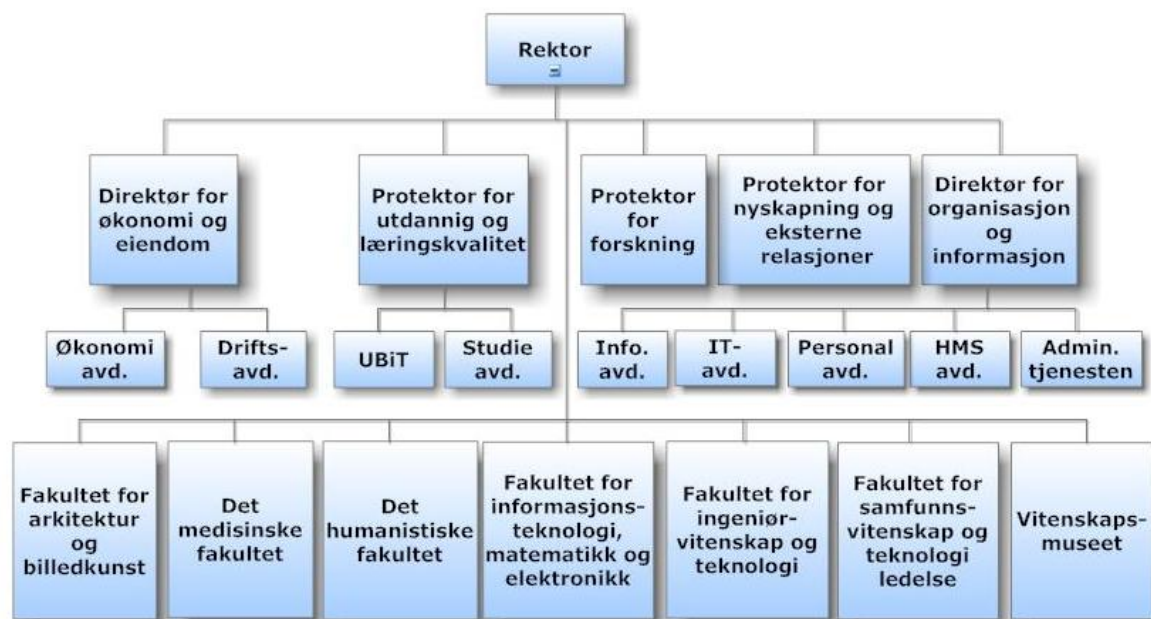 Rektor
Direktør for
økonomi og
eiendom
Protektor for
utdannig og
læringskvalitet
Protektor
for
forskning
Protektor for
nyskapning og
eksterne
relasjoner
Direktør for
organisasjon
og
informasjon
Økonomi
avd.
Drifts-
avd.
UBiT
Studie
avd.
Info.
avd.
IT-
avd.
Personal
avd.
HMS
avd.
Admin.
tjenesten
Fakultet for
arkitektur
og
billedkunst
Det
medisinske
fakultet
Det
humanistiske
fakultet
Fakultet for
informasjons-
teknologi,
matematikk og
elektronikk
Fakultet for
ingeniør-
vitenskap og
teknologi
Fakultet for
samfunns-
vitenskap og
teknologi
ledelse
Vitenskaps-
museet